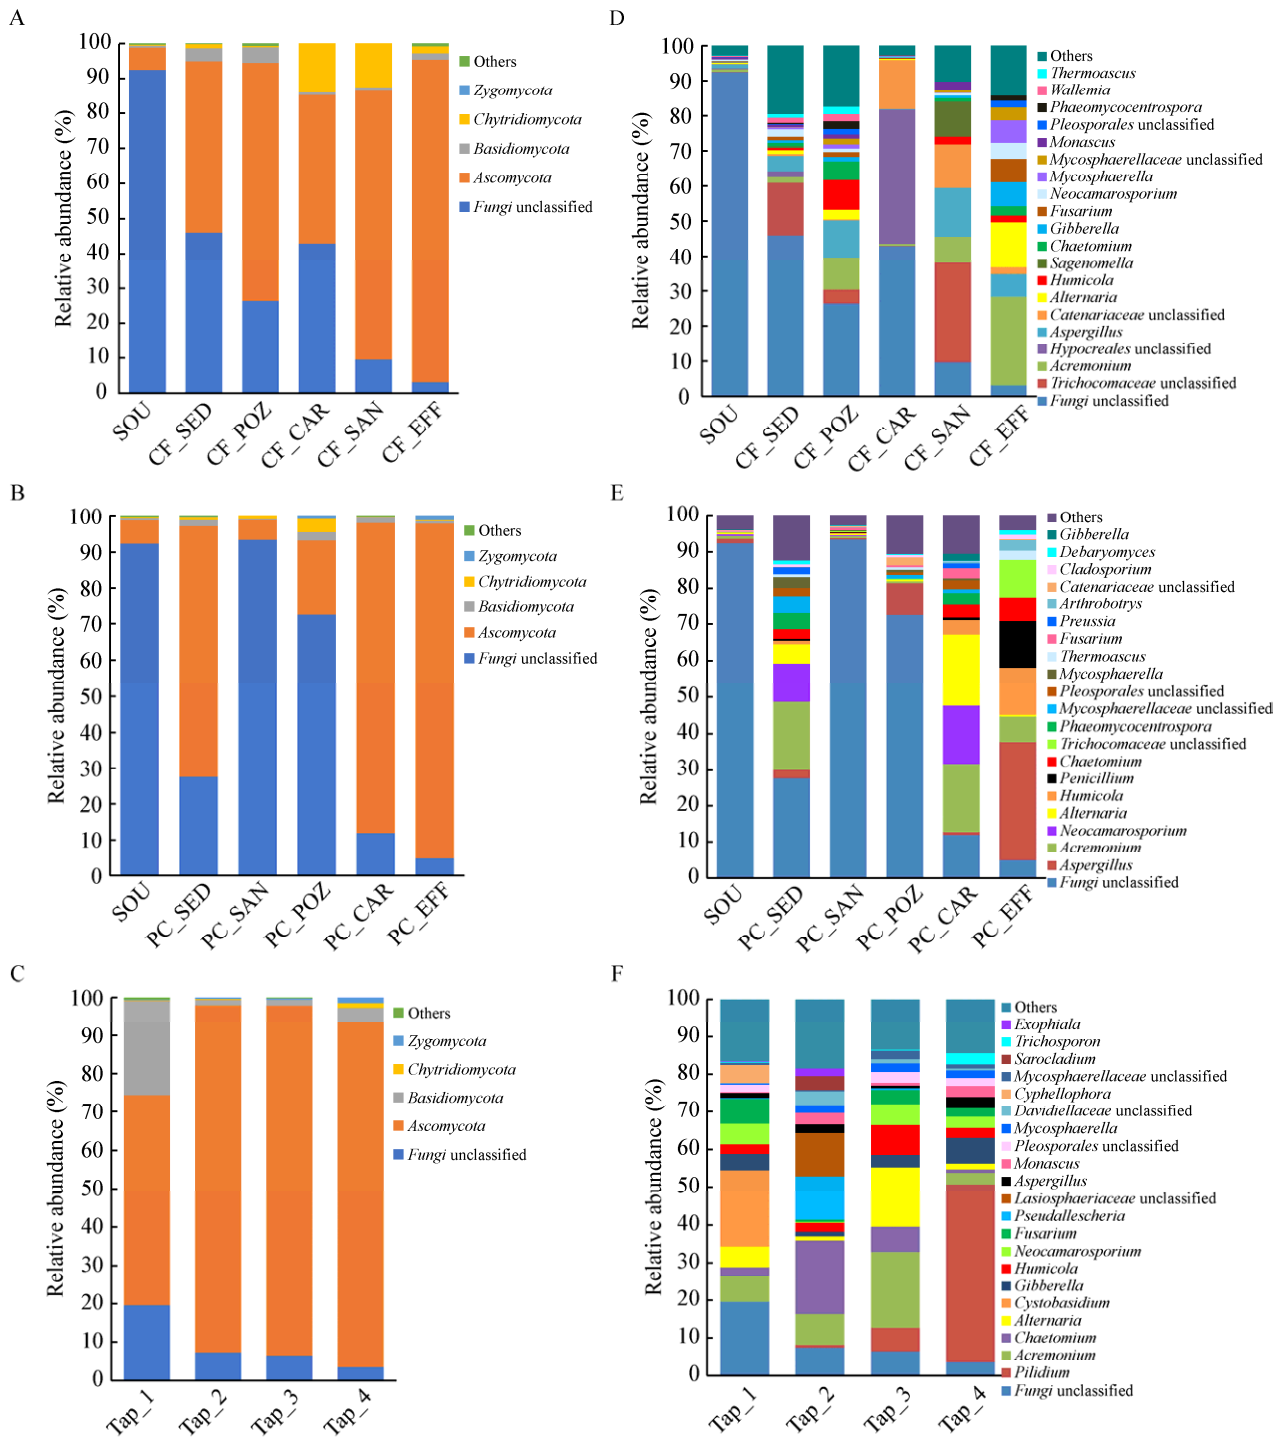 A
Relative abundance (%)
100
90
80
70
60
50
40
30
20
10
0
SOU
CF_SED
CF_POZ
CF_CAR
CF_SAN
CF_EFF
Others
Zygomycota
Chytridiomycota
Basidiomycota
Ascomycota
Fungi unclassified
D
Relative abundance (%)
100
90
80
70
60
50
40
30
20
10
0
SOU
CF_SED
CF_POZ
CF_CAR
CF_SAN
CF_EFF
Others
Thermoascus
Wallemia
Phaeomycocentrospora
Pleosporales unclassified
Monascus
Mycosphaerellaceae unclassified
Mycosphaerella
Neocamarosporium
Fusarium
Gibberella
Chaetomium
Sagenomella
Humicola
Alternaria
Catenariaceae unclassified
Aspergillus
Hypocreales unclassified
Acremonium
Trichocomaceae unclassified
Fungi unclassified
B
Relative abundance (%)
100
90
80
70
60
50
40
30
20
10
0
SOU
PC_SED
PC_SAN
PC_POZ
PC_CAR
PC_EFF
Others
Zygomycota
Chytridiomycota
Basidiomycota
Ascomycota
Fungi unclassified
E
Relative abundance (%)
100
90
80
70
60
50
40
30
20
10
0
SOU
PC_SED
PC_SAN
PC_POZ
PC_CAR
PC_EFF
Others
Gibberella
Debaryomyces
Cladosporium
Catenariaceae unclassified
Arthrobotrys
Preussia
Fusarium
Thermoascus
Mycosphaerella
Pleosporales unclassified
Mycosphaerellaceae unclassified
Phaeomycocentrospora
Trichocomaceae unclassified
Chaetomium
Penicillium
Humicola
Alternaria
Neocamarosporium
Acremonium
Aspergillus
Fungi unclassified
C
Relative abundance (%)
100
90
80
70
60
50
40
30
20
10
0
Tap_1
Tap_2
Tap_3
Tap_4
Others
Zygomycota
Chytridiomycota
Basidiomycota
Ascomycota
Fungi unclassified
F
Relative abundance (%)
100
90
80
70
60
50
40
30
20
10
0
Tap_1
Tap_2
Tap_3
Tap_4
Others
Exophiala
Trichosporon
Sarocladium
Mycosphaerellaceae unclassified
Cyphellophora
Davidiellaceae unclassified
Mycosphaerella
Pleosporales unclassified
Monascus
Aspergillus
Lasiosphaeriaceae unclassified
Pseudallescheria
Fusarium
Neocamarosporium
Humicola
Gibberella
Cystobasidium
Alternaria
Chaetomium
Acremonium
Pilidium
Fungi unclassified